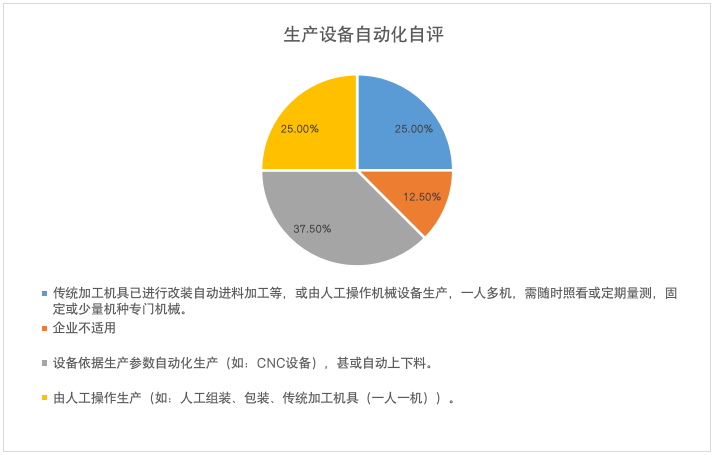 生产设备自动化自评
25.00%
25.00%
12.50%
37.50%
传统加工机具已进行改装自动进料加工等，或由人工操作机械设备生产，一人多机，需随时照看或定期量测，固
定或少量机种专门机械。
企业不适用
设备依据生产参数自动化生产（如：CNC设备），甚或自动上下料。
由人工操作生产（如：人工组装、包装、传统加工机具（一人一机））。